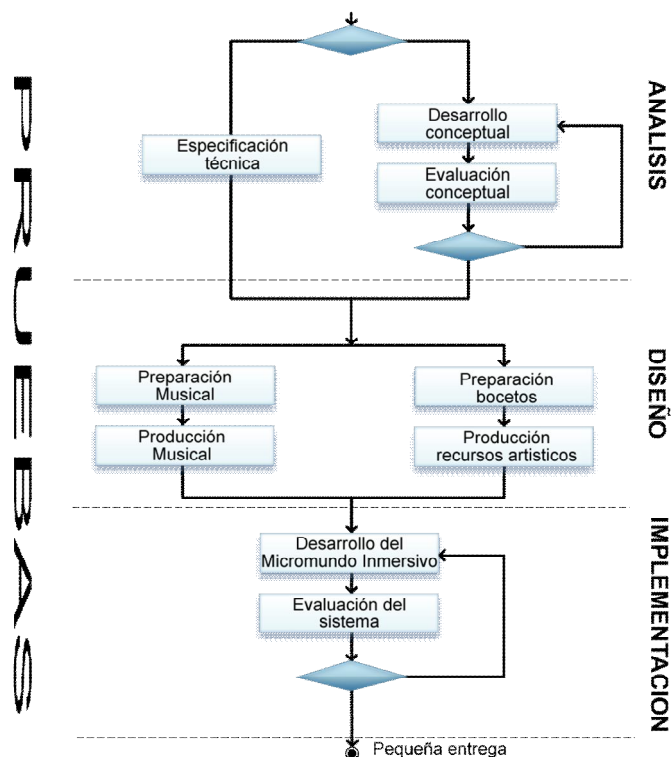 PRUEBAS
ANALISIS
Especificación
técnica
Desarrollo
conceptual
Evaluación
conceptual
DISEÑO
Preparación
Musical
Preparación
bocetos
Producción
Musical
Producción
recursos artisticos
IMPLEMENTACION
Desarrollo del
Micromundo Inmersivo
Evaluación del
sistema
Pequeña entrega